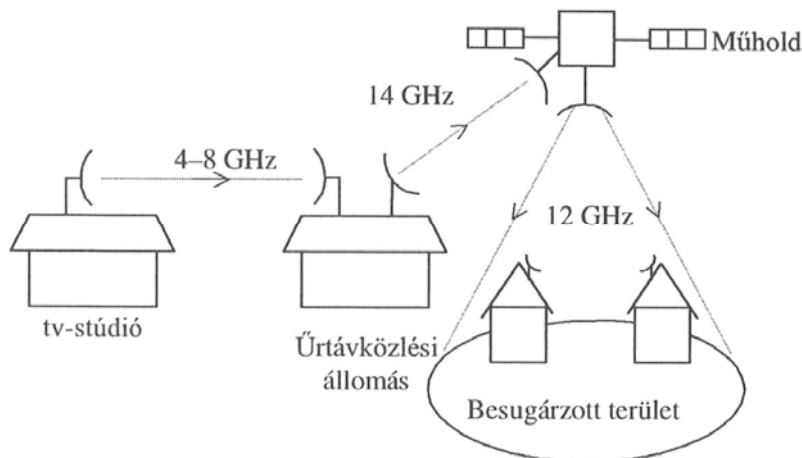 Műhold
14 GHz
4–8 GHz
12 GHz
tv-stúdió
Űrtávközlési
állomás
Besugárzott terület